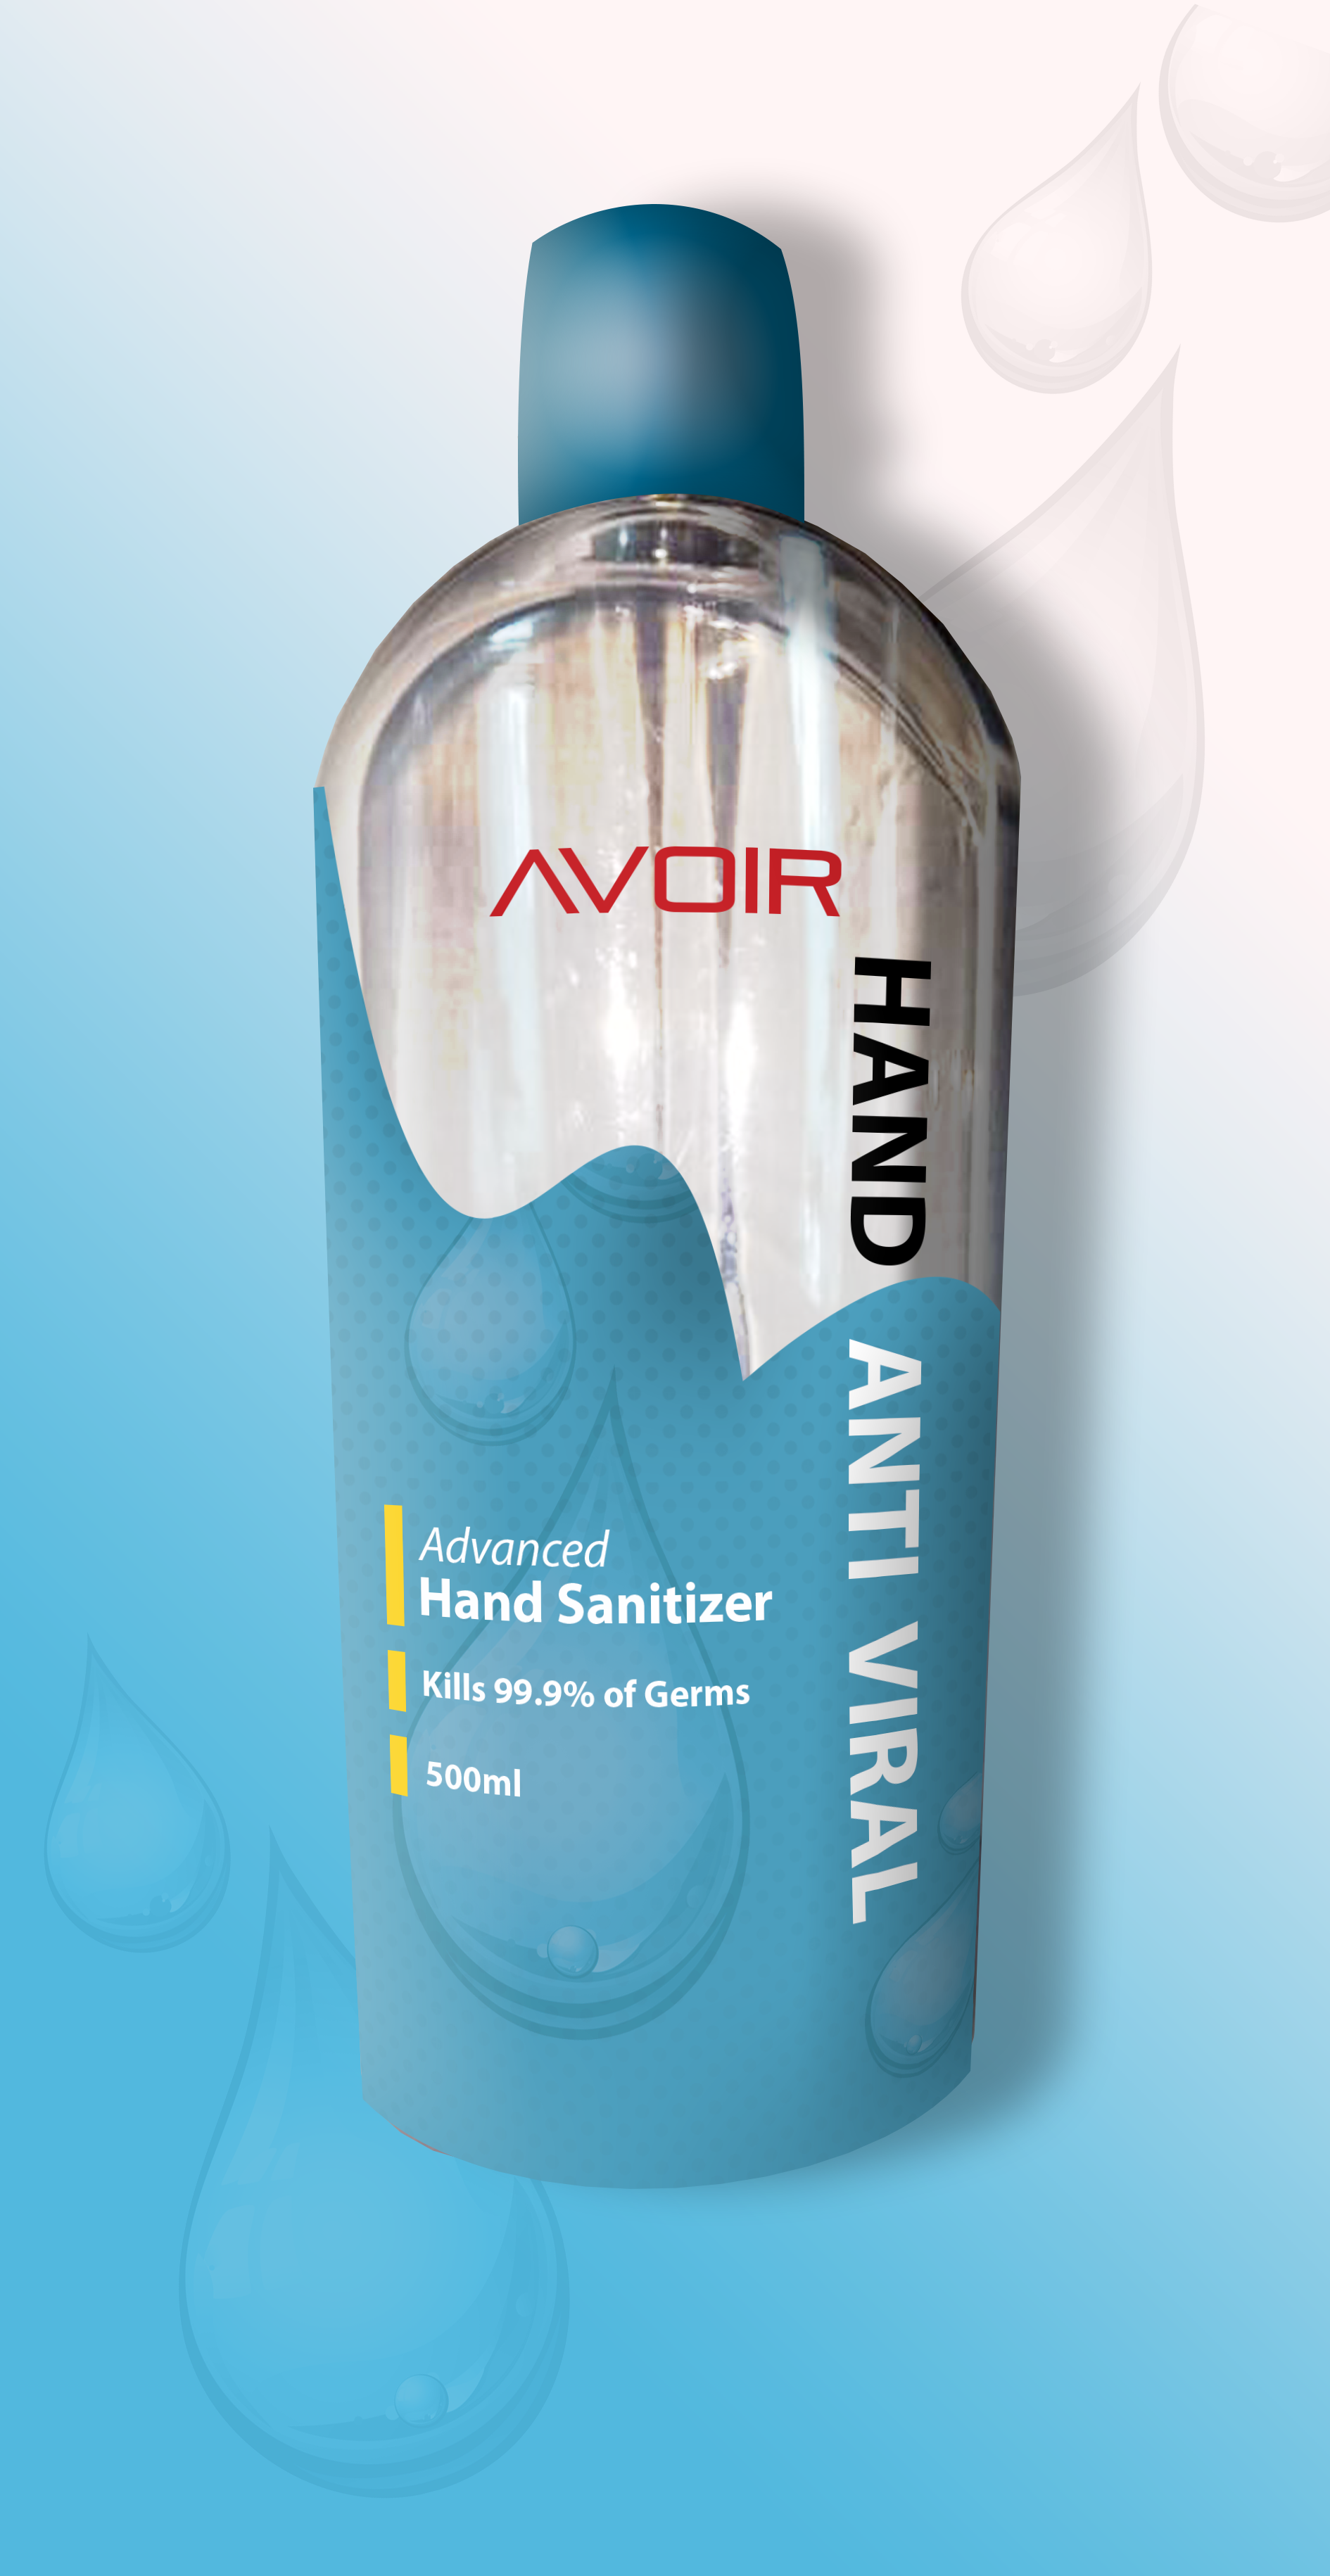 AVOIR
HAND ANTI VIRAL
Advanced
Hand Sanitizer
Kills 99.9% of Germs
500ml